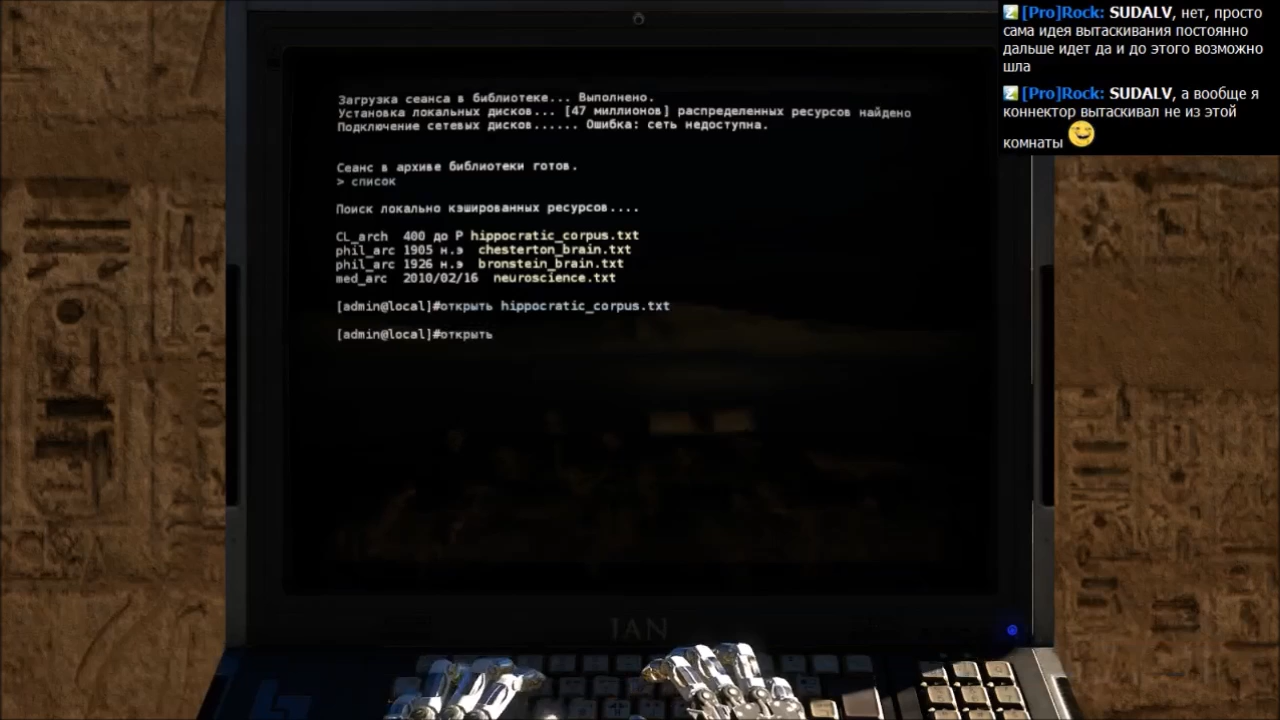 Загрузка сеанса в библиотеке... Выполнено.
Установка локальных дисков... [47 миллионов] распределенных ресурсов найдено
Подключение сетевых дисков...... Ошибка: сеть недоступна.
Сеанс в архиве библиотеки готов.
> список
Поиск локально кэшированных ресурсов....
CL_arch 400 до Р hippocratic_corpus.txt
phil_arc 1905 н.э chesterton_brain.txt
phil_arc 1926 н.э bronstein_brain.txt
med_arc 2010/02/16 neuroscience.txt
[admin@local]#открыть hippocratic_corpus.txt
[admin@local]#открыть
IAN
[Pro]Rock: SUDALV, нет, просто
сама идея вытаскивания постоянно
дальше идет да и до этого возможно
шла
[Pro]Rock: SUDALV, а вообще я
коннектор вытаскивал не из этой
комнаты